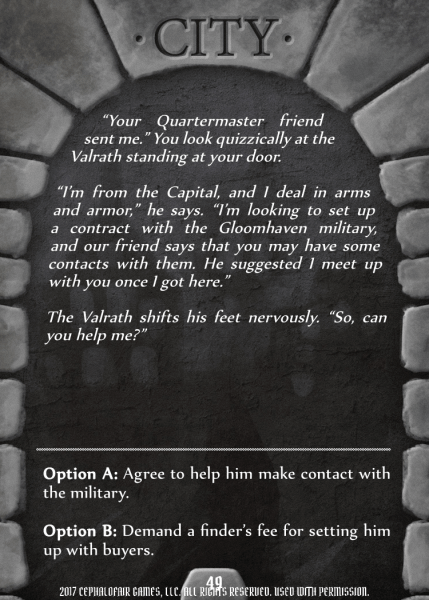 · CITY ·
“Your Quartermaster friend
sent me.” You look quizzically at the
Valrath standing at your door.
“I’m from the Capital, and I deal in arms
and armor,” he says. “I’m looking to set up
a contract with the Gloomhaven military,
and our friend says that you may have some
contacts with them. He suggested I meet up
with you once I got here.”
The Valrath shifts his feet nervously. “So, can
you help me?”
Option A: Agree to help him make contact with
the military.
Option B: Demand a finder’s fee for setting him
up with buyers.
49
2017 CEPHALOFAIR GAMES, LLC. ALL RIGHTS RESERVED. USED WITH PERMISSION.